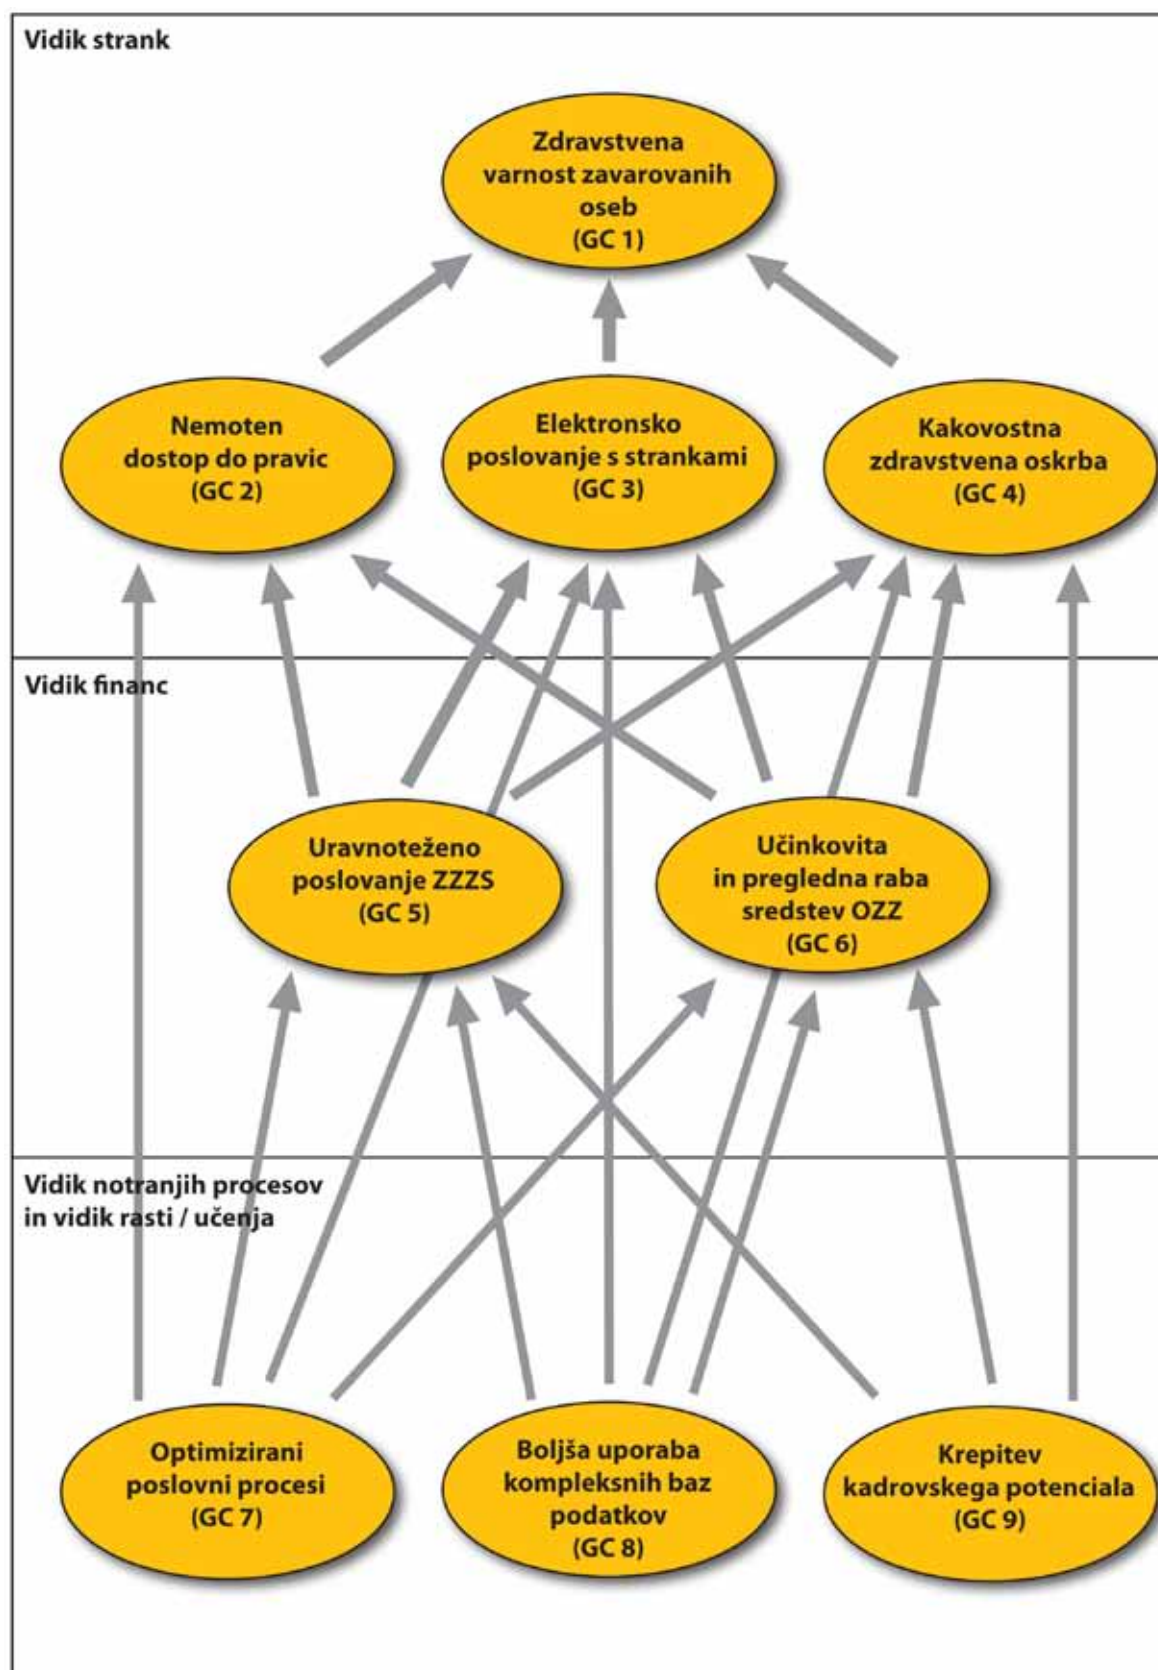 Vidik strank
Zdravstvena
varnost zavarovanih
oseb
(GC 1)
Nemoten
dostop do pravic
(GC 2)
Elektronsko
poslovanje s strankami
(GC 3)
Kakovostna
zdravstvena oskrba
(GC 4)
Vidik financ
Uravnoteženo
poslovanje ZZZS
(GC 5)
Učinkovita
in pregledna raba
sredstev OZZ
(GC 6)
Vidik notranjih procesov
in vidik rasti / učenja
Optimizirani
poslovni procesi
(GC 7)
Boljša uporaba
kompleksnih baz
podatkov
(GC 8)
Krepitev
kadrovskega potenciala
(GC 9)